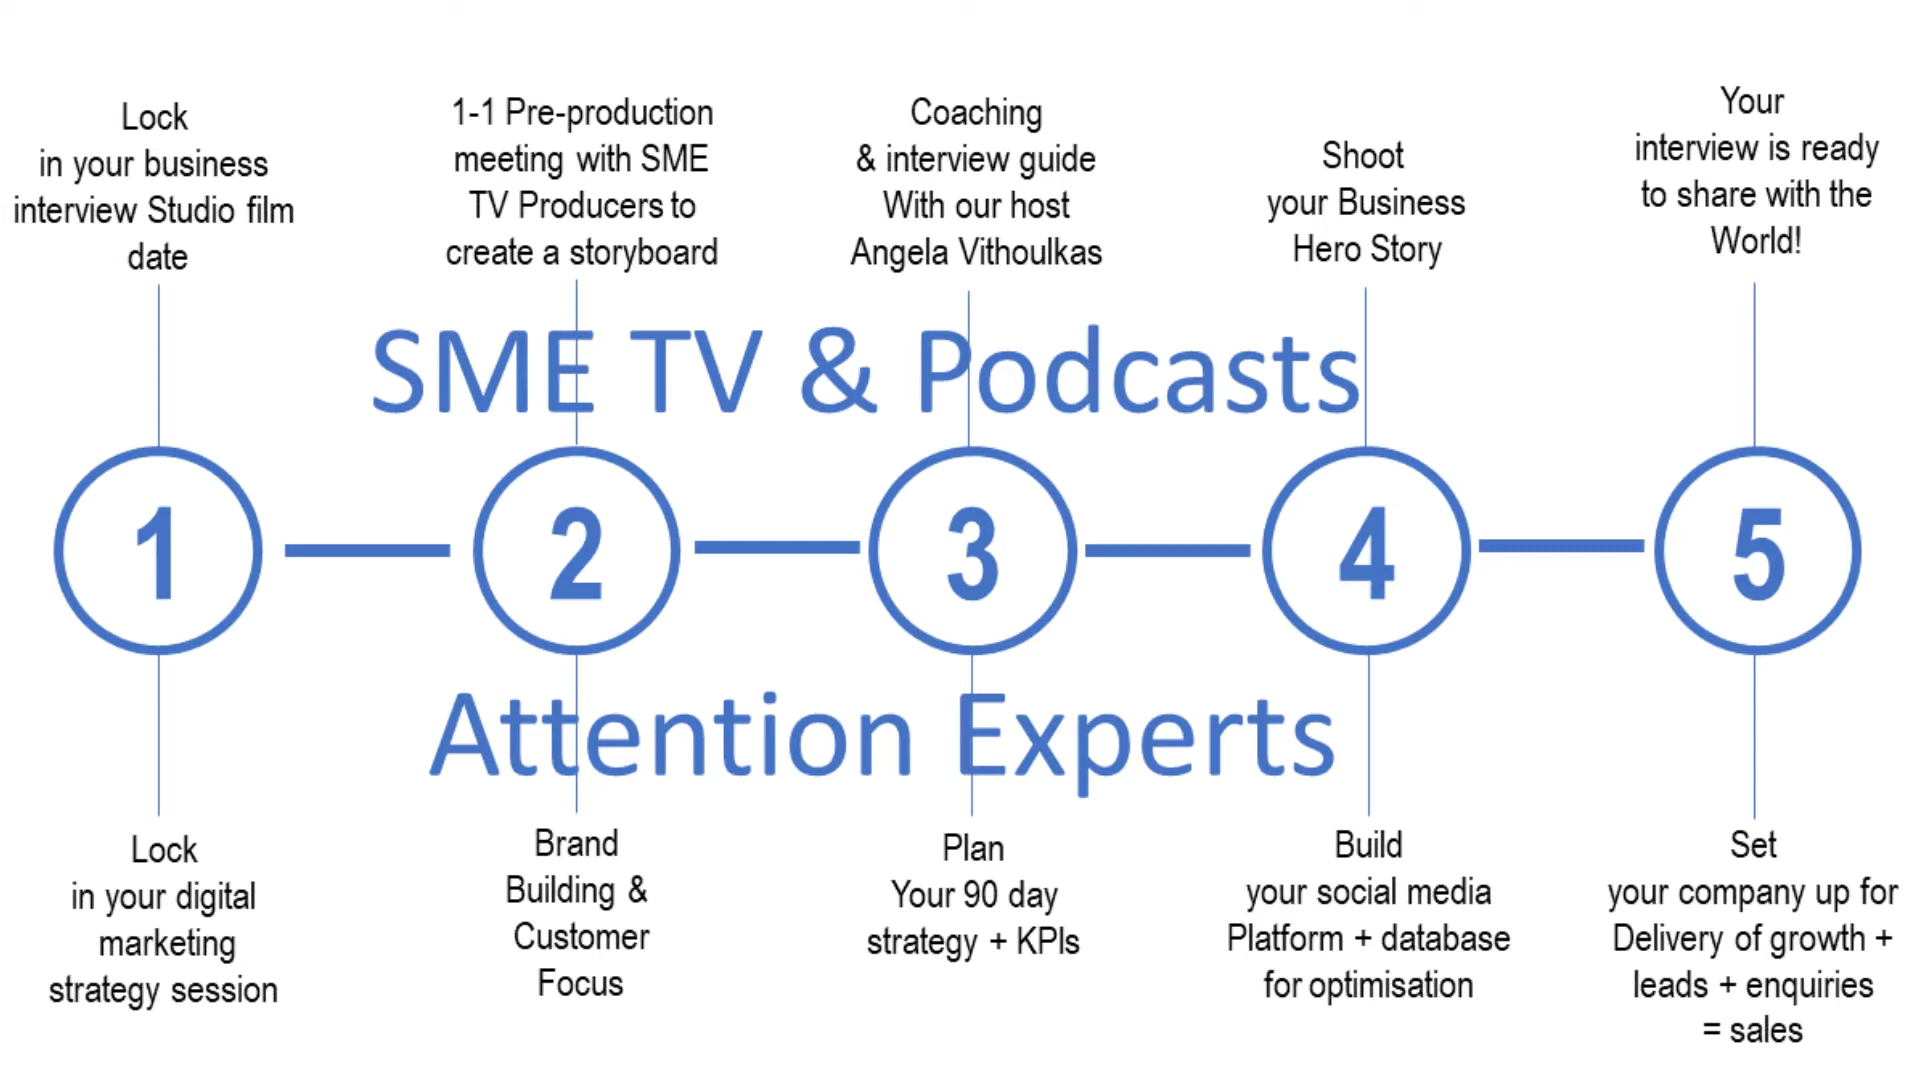 Lock
in your business
interview Studio film
date
1-1 Pre-production
meeting with SME
TV Producers to
create a storyboard
Coaching
& interview guide
With our host
Angela Vithoulkas
Shoot
your Business
Hero Story
Your
interview is ready
to share with the
World!
SME TV & Podcasts
1
2
3
4
5
Attention Experts
Lock
in your digital
marketing
strategy session
Brand
Building &
Customer
Focus
Plan
Your 90 day
strategy + KPIs
Build
your social media
Platform + database
for optimisation
Set
your company up for
Delivery of growth +
leads + enquiries
= sales